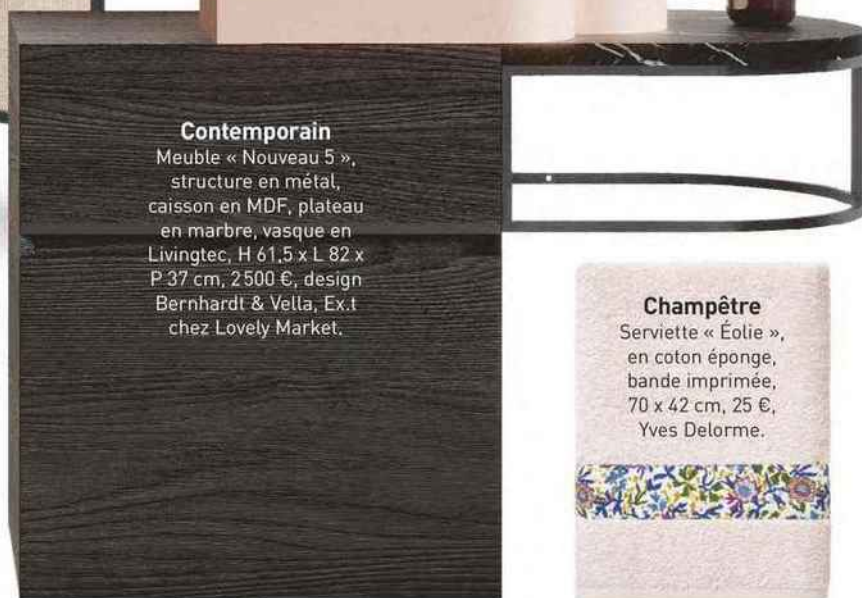 Contemporain
Meuble « Nouveau 5 »,
structure en métal,
caisson en MDF, plateau
en marbre, vasque en
Livingtec, H 61,5 x L 82 x
P 37 cm, 2 500 €, design
Bernhardt & Vella, Ex.t
chez Lovely Market.
Champêtre
Serviette « Éolie »,
en coton éponge,
bande imprimée,
70 x 42 cm, 25 €,
Yves Delorme.